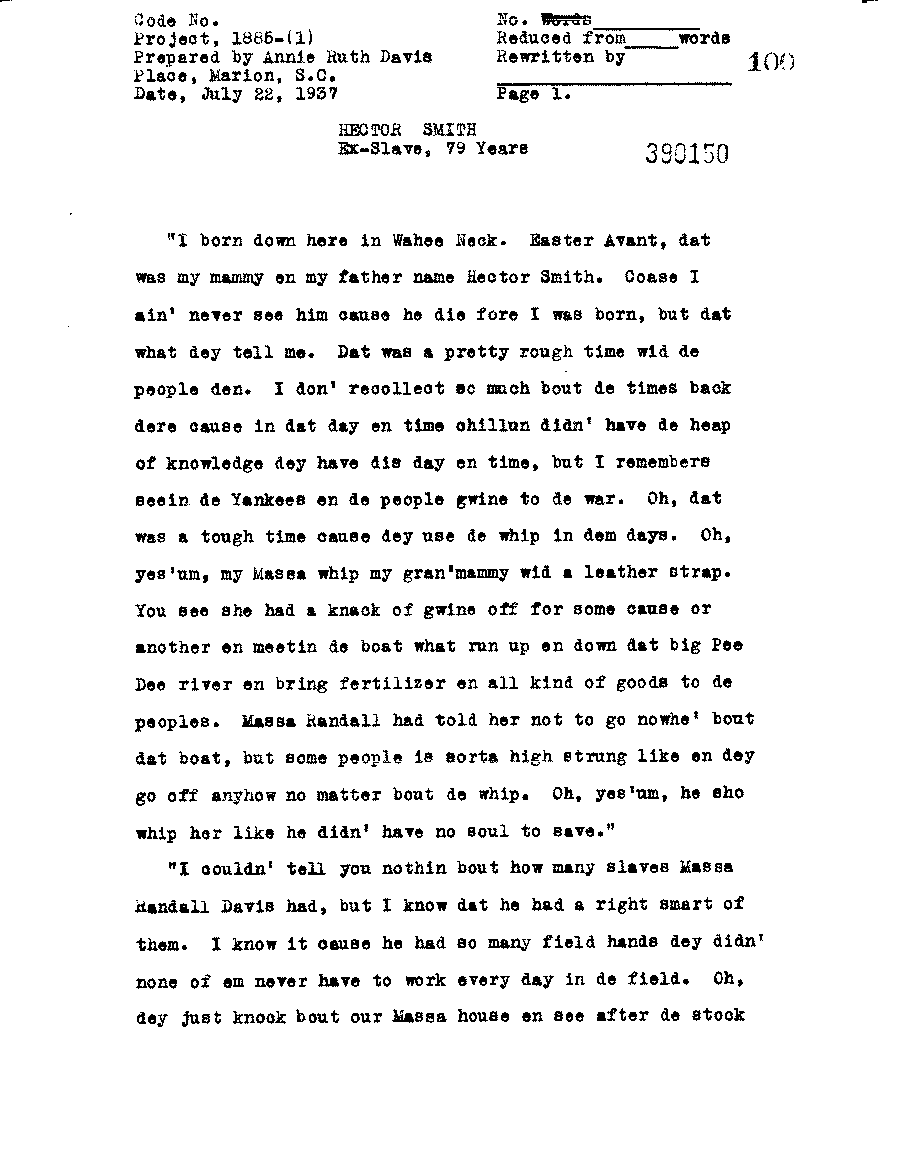 Code No.
Project, 1885-(1)
Prepared by Annie Ruth Davis
Place, Marion, S.C.
Date, July 22, 1937
No. Words
Reduced from_____words
Rewritten by
Page 1.
100
HECTOR SMITH
Ex-Slave, 79 Years
390150
"I born down here in Wahee Neck. Easter Avant, dat
was my mammy en my father name Hector Smith. Coase I
ain' never see him cause he die fore I was born, but dat
what dey tell me. Dat was a pretty rough time wid de
people den. I don' recollect so much bout de times back
dere cause in dat day en time chillun didn' have de heap
of knowledge dey have dis day en time, but I remembers
seein de Yankees en de people gwine to de war. Oh, dat
was a tough time cause dey use de whip in dem days. Oh,
yes'um, my Massa whip my gran'mammy wid a leather strap.
You see she had a knack of gwine off for some cause or
another en meetin de boat what run up en down dat big Pee
Dee river en bring fertilizer en all kind of goods to de
peoples. Massa Randall had told her not to go nowhe' bout
dat boat, but some people is sorta high strung like en dey
go off anyhow no matter bout de whip. Oh, yes'um, he sho
whip her like he didn' have no soul to save."
"I couldn' tell you nothin bout how many slaves Massa
Randall Davis had, but I know dat he had a right smart of
them. I know it cause he had so many field hands dey didn'
none of em never have to work every day in de field. Oh,
dey just knock bout our Massa house en see after de stock